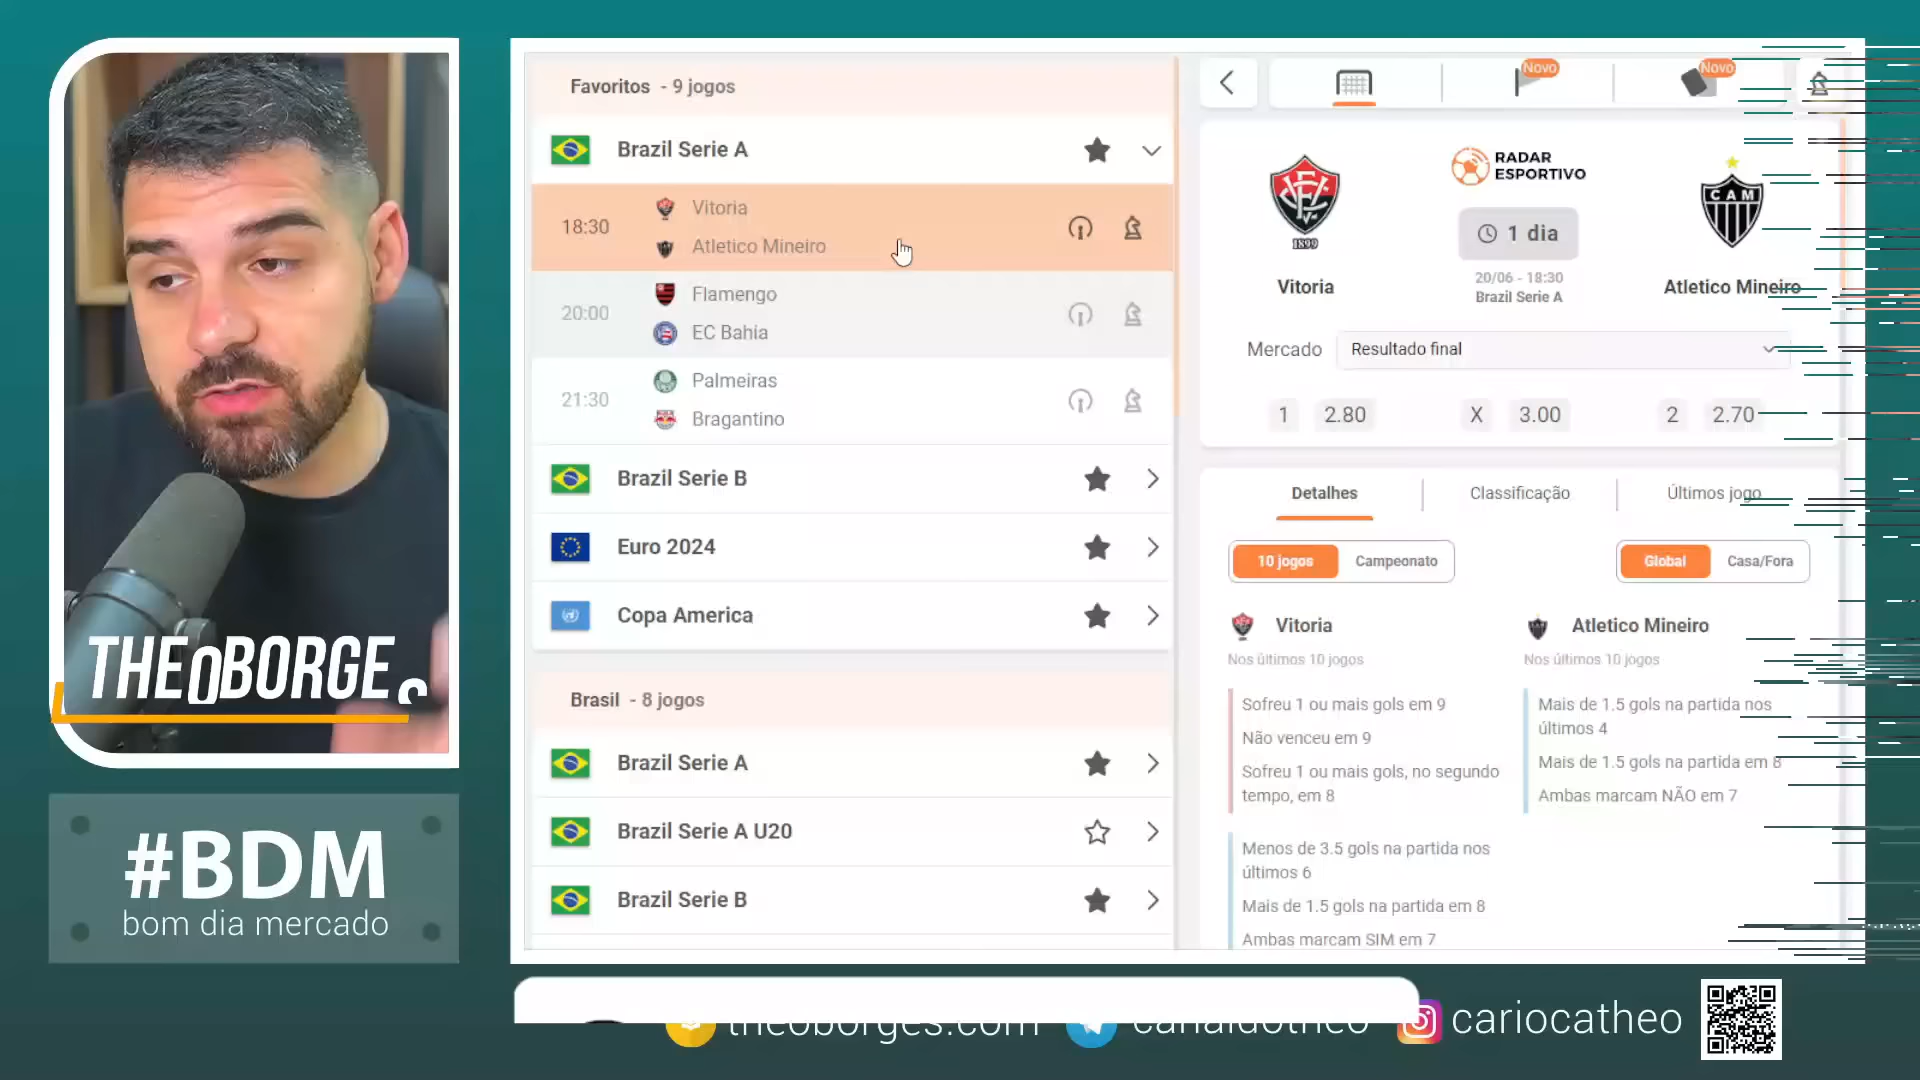 THEOBORGES
#BDM
bom dia mercado
Favoritos - 9 jogos
Brazil Serie A
18:30
Vitoria
Atletico Mineiro
20:00
Flamengo
EC Bahia
21:30
Palmeiras
Bragantino
Brazil Serie B
Euro 2024
Copa America
Brasil - 8 jogos
Brazil Serie A
Brazil Serie A U20
Brazil Serie B
Novo
Novo
1899
Vitoria
RADAR
ESPORTIVO
1 dia
20/06 - 18:30
Brazil Serie A
CAM
Atletico Mineiro
Mercado
Resultado final
1 2.80 X 3.00 2 2.70
Detalhes Classificação Últimos jogo
10 jogos Campeonato Global Casa/Fora
Vitoria
Nos últimos 10 jogos
Sofreu 1 ou mais gols em 9
Não venceu em 9
Sofreu 1 ou mais gols, no segundo
tempo, em 8
Menos de 3.5 gols na partida nos
últimos 6
Mais de 1.5 gols na partida em 8
Ambas marcam SIM em 7
Atletico Mineiro
Nos últimos 10 jogos
Mais de 1.5 gols na partida nos
últimos 4
Mais de 1.5 gols na partida em 8
Ambas marcam NÃO em 7
theoborges.com canaldotheo cariocatheo